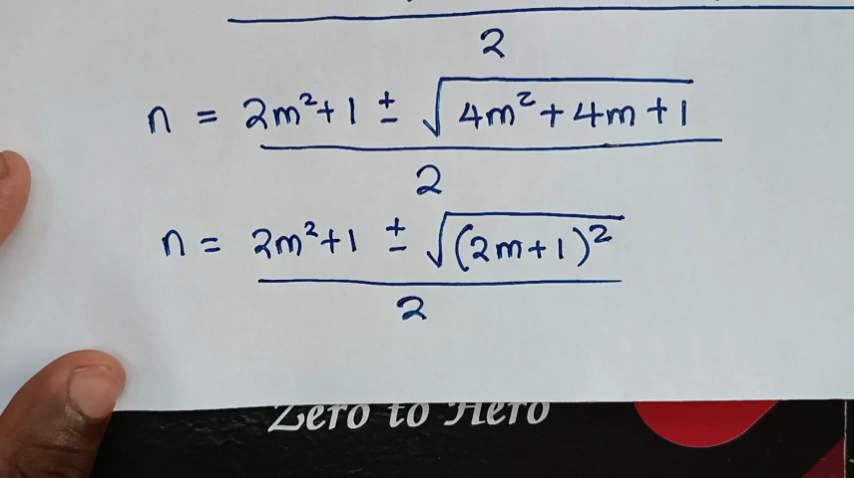 2
n = 2m²+1 ± √4m²+4m+1
2
n = 2m²+1 ± √(2m+1)²
2
Zero to Hero